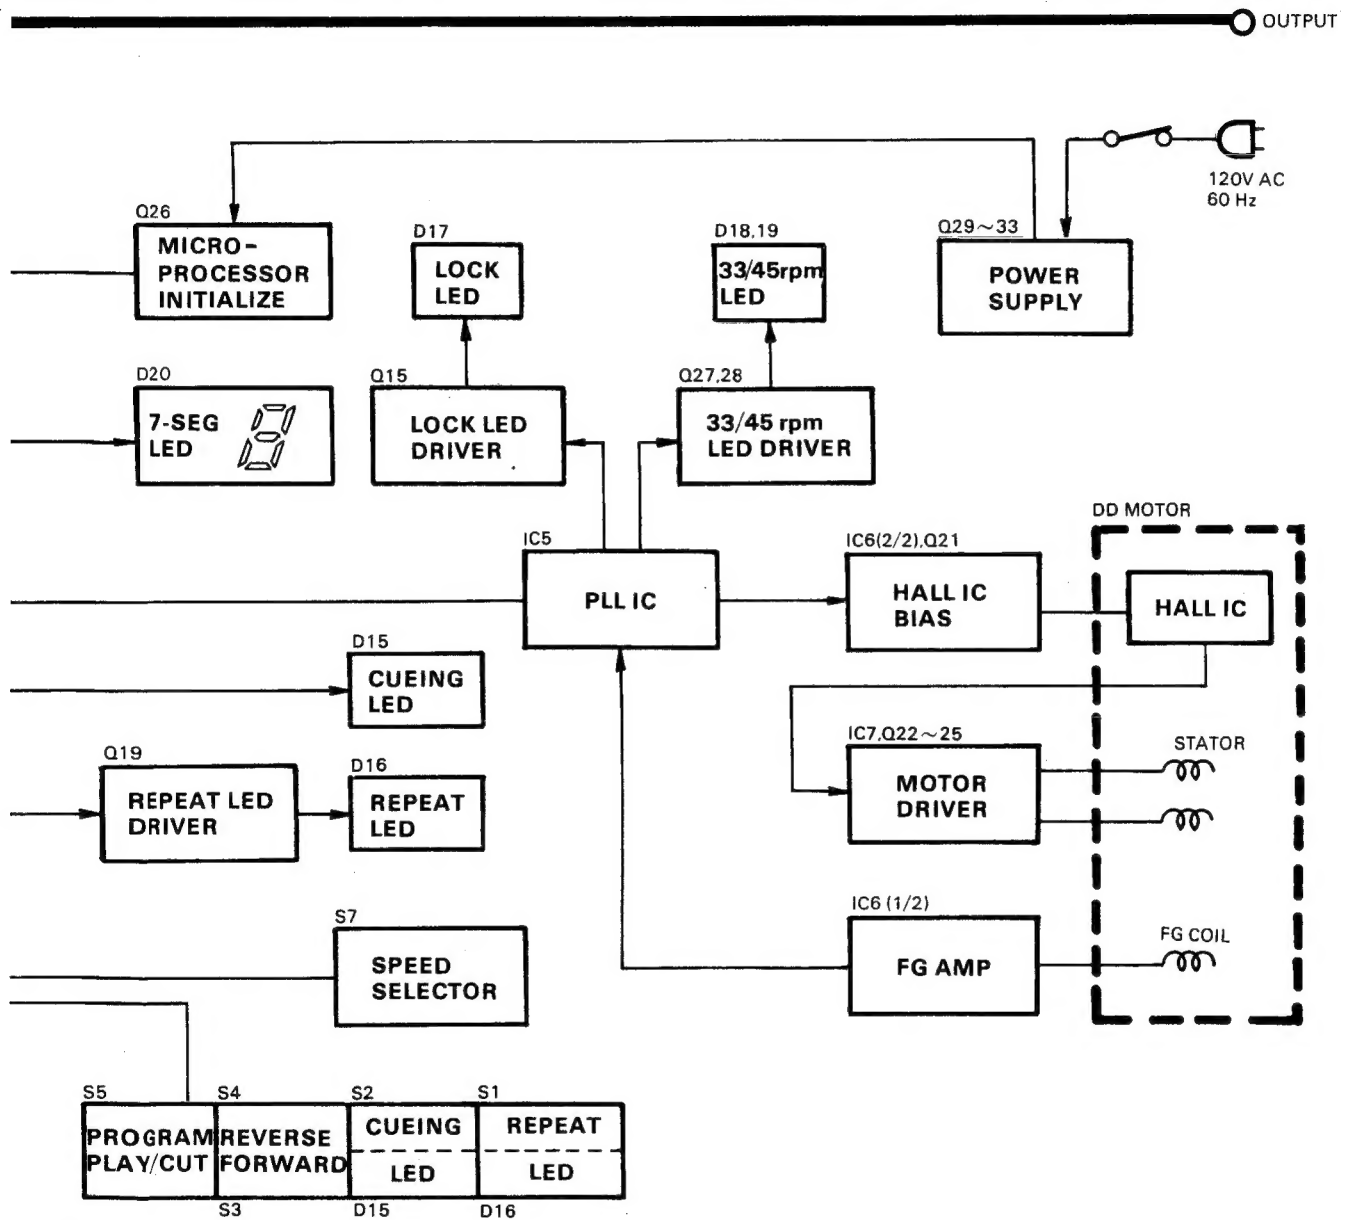 OUTPUT
120V AC
60 Hz
Q26
MICRO-
PROCESSOR
INITIALIZE
D17
LOCK
LED
D18,19
33/45rpm
LED
Q29~33
POWER
SUPPLY
D20
7-SEG
LED
8
Q15
LOCK LED
DRIVER
Q27,28
33/45 rpm
LED DRIVER
DD MOTOR
IC5
PLL IC
IC6(2/2),Q21
HALL IC
BIAS
HALL IC
D15
CUEING
LED
Q19
REPEAT LED
DRIVER
D16
REPEAT
LED
IC7,Q22~25
MOTOR
DRIVER
STATOR
S7
SPEED
SELECTOR
IC6 (1/2)
FG AMP
FG COIL
S5
S4
S2
S1
PROGRAM
PLAY/CUT
REVERSE
FORWARD
CUEING
LED
REPEAT
LED
S3
D15
D16